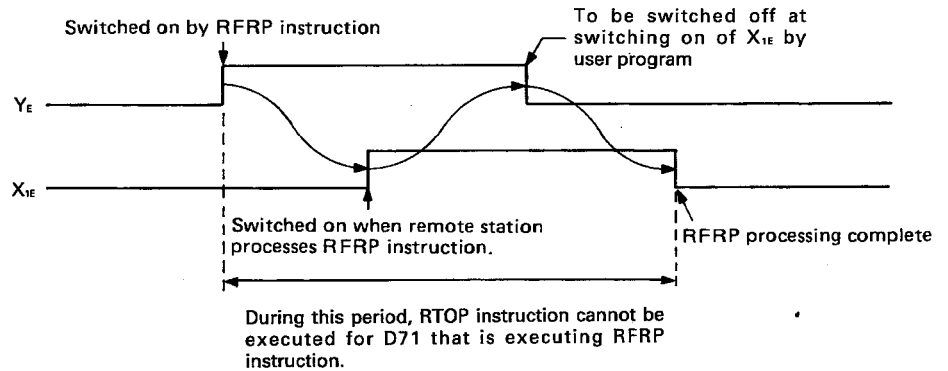 Switched on by RFRP instruction
To be switched off at
switching on of X1E by
user program
YE
X1E
Switched on when remote station
processes RFRP instruction.
RFRP processing complete
During this period, RTOP instruction cannot be
executed for D71 that is executing RFRP
instruction.